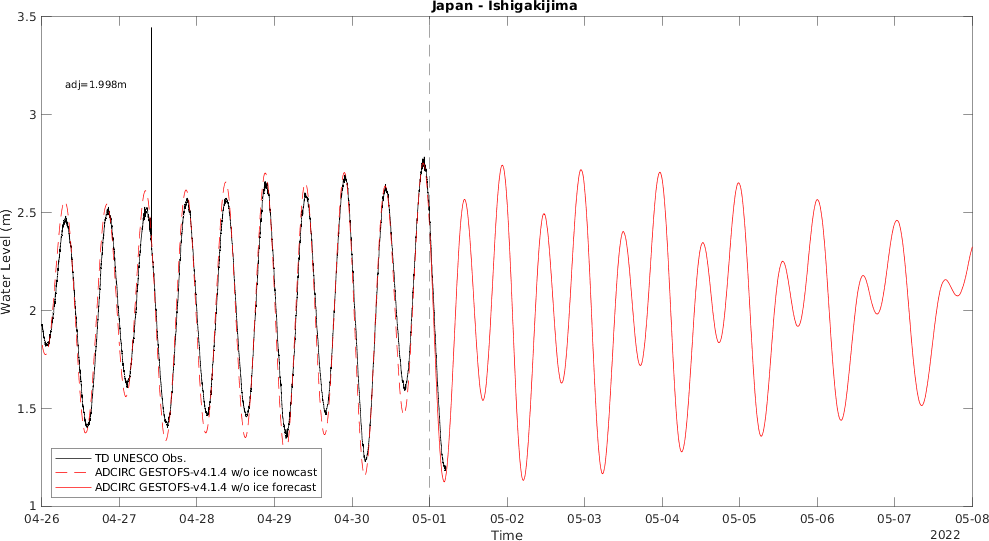 Japan - Ishigakijima
3.5
3
2.5
2
1.5
1
Water Level (m)
adj=1.998m
TD UNESCO Obs.
ADCIRC GESTOFS-v4.1.4 w/o ice nowcast
ADCIRC GESTOFS-v4.1.4 w/o ice forecast
04-26 04-27 04-28 04-29 04-30 05-01 05-02 05-03 05-04 05-05 05-06 05-07 05-08
Time
2022